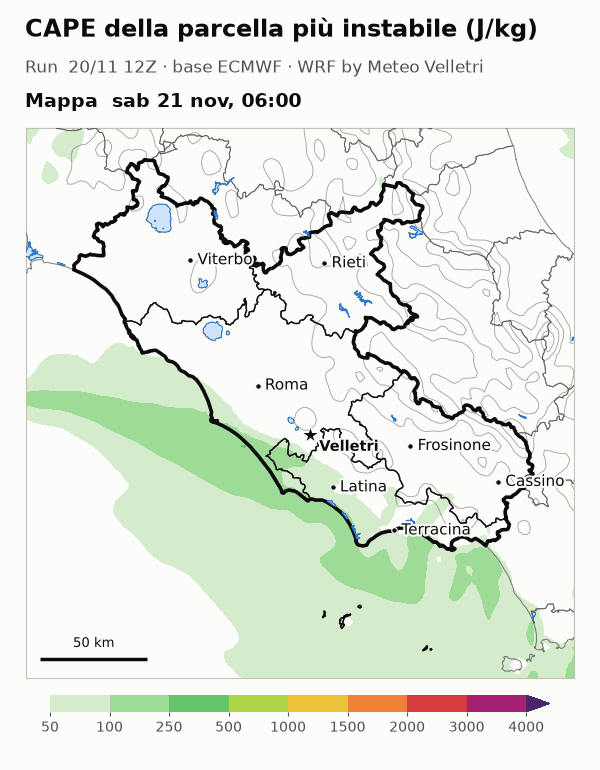 CAPE della parcella più instabile (J/kg)
Run  20/11 12Z · base ECMWF · WRF by Meteo Velletri
Mappa  sab 21 nov, 06:00
Viterbo
Rieti
Roma
Velletri
Frosinone
Latina
Cassino
Terracina
50 km
50 100 250 500 1000 1500 2000 3000 4000